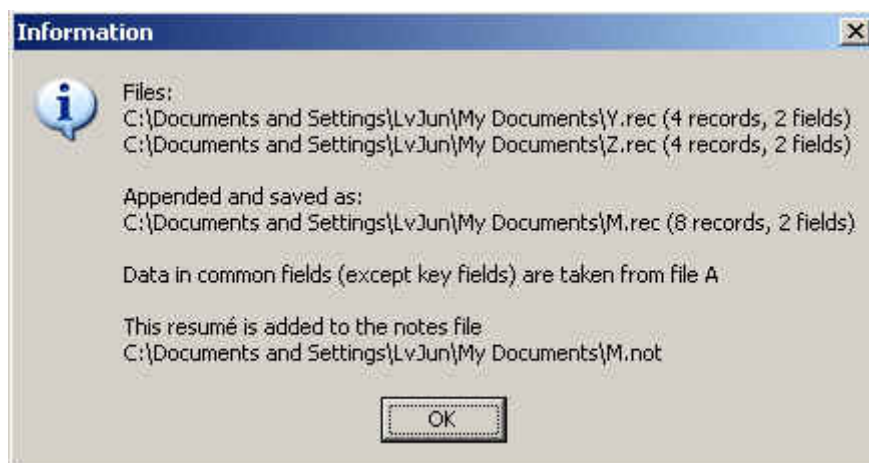 Information
Files:
C:\Documents and Settings\LvJun\My Documents\Y.rec (4 records, 2 fields)
C:\Documents and Settings\LvJun\My Documents\Z.rec (4 records, 2 fields)
Appended and saved as:
C:\Documents and Settings\LvJun\My Documents\M.rec (8 records, 2 fields)
Data in common fields (except key fields) are taken from file A
This resumé is added to the notes file
C:\Documents and Settings\LvJun\My Documents\M.not
OK